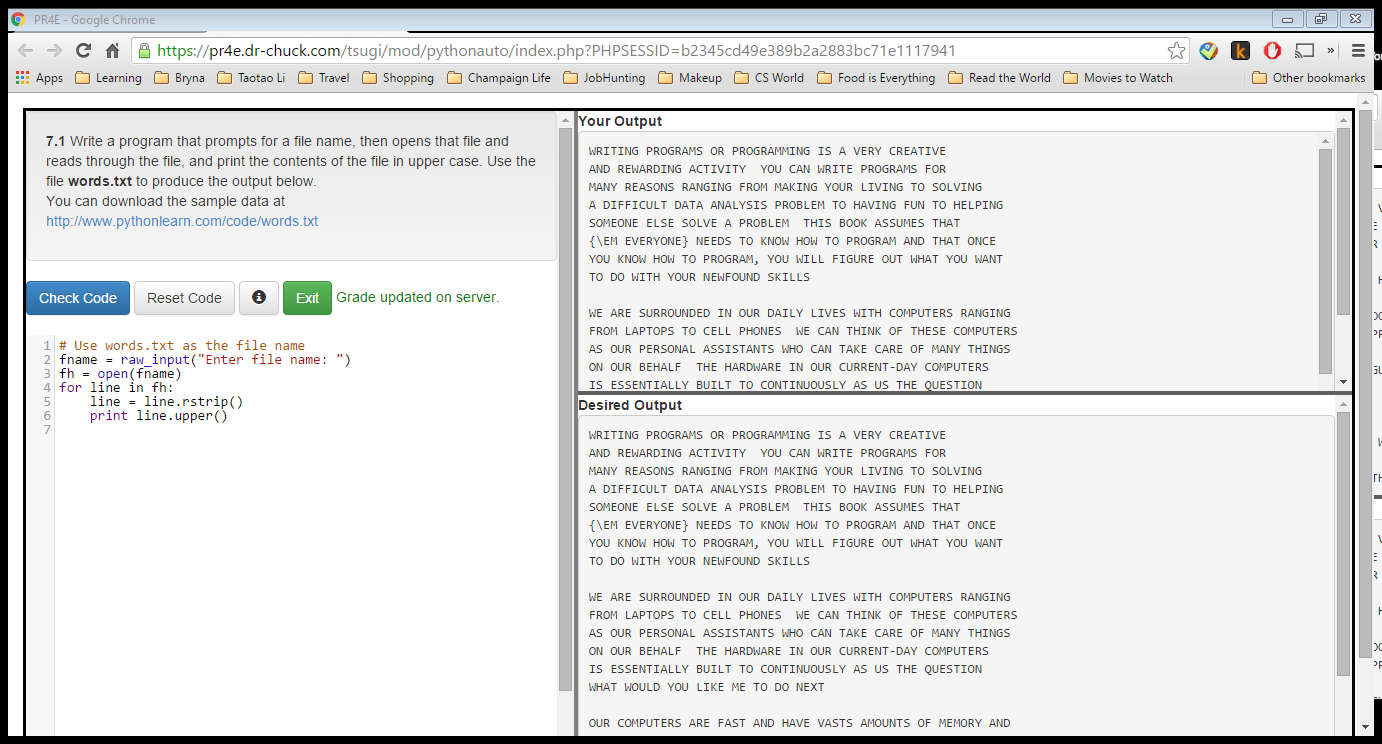 PR4E - Google Chrome
https://pr4e.dr-chuck.com/tsugi/mod/pythonauto/index.php?PHPSESSID=b2345cd49e389b2a2883bc71e1117941
Apps Learning Bryna Taotao Li Travel Shopping Champaign Life JobHunting Makeup CS World Food is Everything Read the World Movies to Watch Other bookmarks
7.1 Write a program that prompts for a file name, then opens that file and
reads through the file, and print the contents of the file in upper case. Use the
file words.txt to produce the output below.
You can download the sample data at
http://www.pythonlearn.com/code/words.txt
Check Code Reset Code Exit Grade updated on server.
1 # Use words.txt as the file name
2 fname = raw_input("Enter file name: ")
3 fh = open(fname)
4 for line in fh:
5     line = line.rstrip()
6     print line.upper()
7
Your Output
WRITING PROGRAMS OR PROGRAMMING IS A VERY CREATIVE
AND REWARDING ACTIVITY  YOU CAN WRITE PROGRAMS FOR
MANY REASONS RANGING FROM MAKING YOUR LIVING TO SOLVING
A DIFFICULT DATA ANALYSIS PROBLEM TO HAVING FUN TO HELPING
SOMEONE ELSE SOLVE A PROBLEM  THIS BOOK ASSUMES THAT
{\EM EVERYONE} NEEDS TO KNOW HOW TO PROGRAM AND THAT ONCE
YOU KNOW HOW TO PROGRAM, YOU WILL FIGURE OUT WHAT YOU WANT
TO DO WITH YOUR NEWFOUND SKILLS
WE ARE SURROUNDED IN OUR DAILY LIVES WITH COMPUTERS RANGING
FROM LAPTOPS TO CELL PHONES  WE CAN THINK OF THESE COMPUTERS
AS OUR PERSONAL ASSISTANTS WHO CAN TAKE CARE OF MANY THINGS
ON OUR BEHALF  THE HARDWARE IN OUR CURRENT-DAY COMPUTERS
IS ESSENTIALLY BUILT TO CONTINUOUSLY AS US THE QUESTION
Desired Output
WRITING PROGRAMS OR PROGRAMMING IS A VERY CREATIVE
AND REWARDING ACTIVITY  YOU CAN WRITE PROGRAMS FOR
MANY REASONS RANGING FROM MAKING YOUR LIVING TO SOLVING
A DIFFICULT DATA ANALYSIS PROBLEM TO HAVING FUN TO HELPING
SOMEONE ELSE SOLVE A PROBLEM  THIS BOOK ASSUMES THAT
{\EM EVERYONE} NEEDS TO KNOW HOW TO PROGRAM AND THAT ONCE
YOU KNOW HOW TO PROGRAM, YOU WILL FIGURE OUT WHAT YOU WANT
TO DO WITH YOUR NEWFOUND SKILLS
WE ARE SURROUNDED IN OUR DAILY LIVES WITH COMPUTERS RANGING
FROM LAPTOPS TO CELL PHONES  WE CAN THINK OF THESE COMPUTERS
AS OUR PERSONAL ASSISTANTS WHO CAN TAKE CARE OF MANY THINGS
ON OUR BEHALF  THE HARDWARE IN OUR CURRENT-DAY COMPUTERS
IS ESSENTIALLY BUILT TO CONTINUOUSLY AS US THE QUESTION
WHAT WOULD YOU LIKE ME TO DO NEXT
OUR COMPUTERS ARE FAST AND HAVE VASTS AMOUNTS OF MEMORY AND